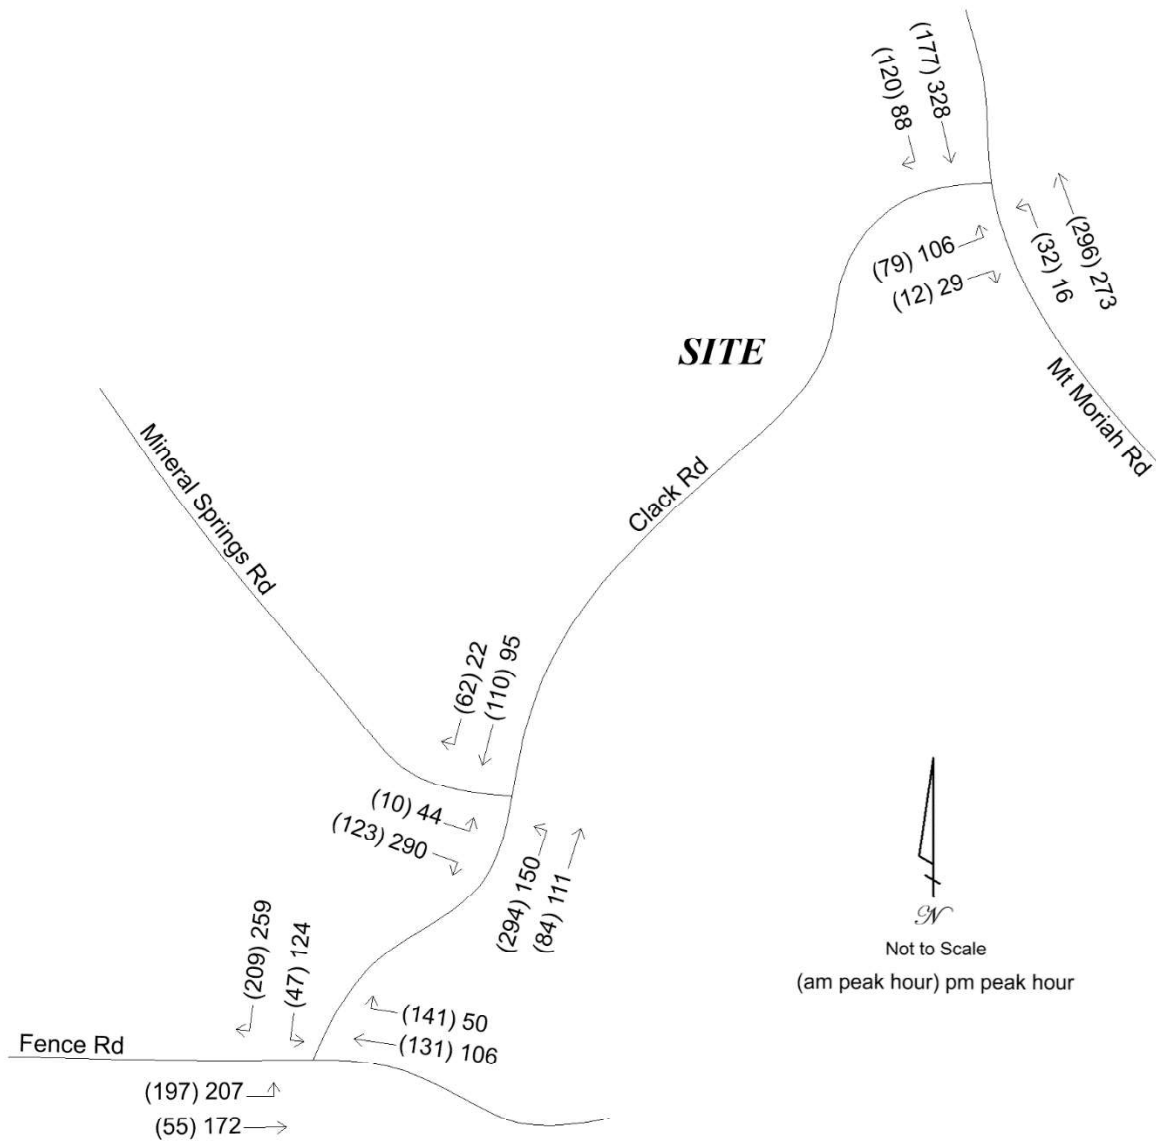 (177) 328
(120) 88
(296) 273
(32) 16
(79) 106
(12) 29
SITE
Mt Moriah Rd
Mineral Springs Rd
Clack Rd
(62) 22
(110) 95
(10) 44
(123) 290
(294) 150
(84) 111
N
Not to Scale
(am peak hour) pm peak hour
(209) 259
(47) 124
(141) 50
(131) 106
Fence Rd
(197) 207
(55) 172